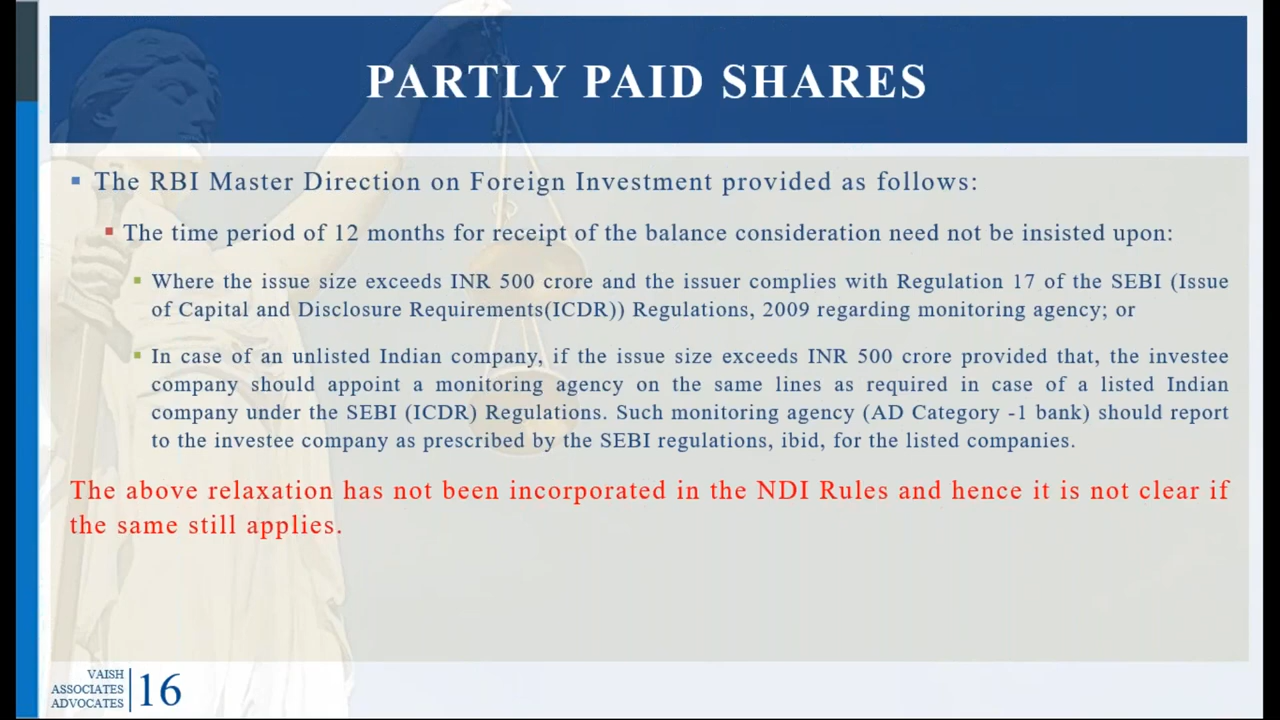 PARTLY PAID SHARES
▪ The RBI Master Direction on Foreign Investment provided as follows:
▪ The time period of 12 months for receipt of the balance consideration need not be insisted upon:
▪ Where the issue size exceeds INR 500 crore and the issuer complies with Regulation 17 of the SEBI (Issue
of Capital and Disclosure Requirements(ICDR)) Regulations, 2009 regarding monitoring agency; or
▪ In case of an unlisted Indian company, if the issue size exceeds INR 500 crore provided that, the investee
company should appoint a monitoring agency on the same lines as required in case of a listed Indian
company under the SEBI (ICDR) Regulations. Such monitoring agency (AD Category -1 bank) should report
to the investee company as prescribed by the SEBI regulations, ibid, for the listed companies.
The above relaxation has not been incorporated in the NDI Rules and hence it is not clear if
the same still applies.
VAISH
ASSOCIATES
ADVOCATES
16